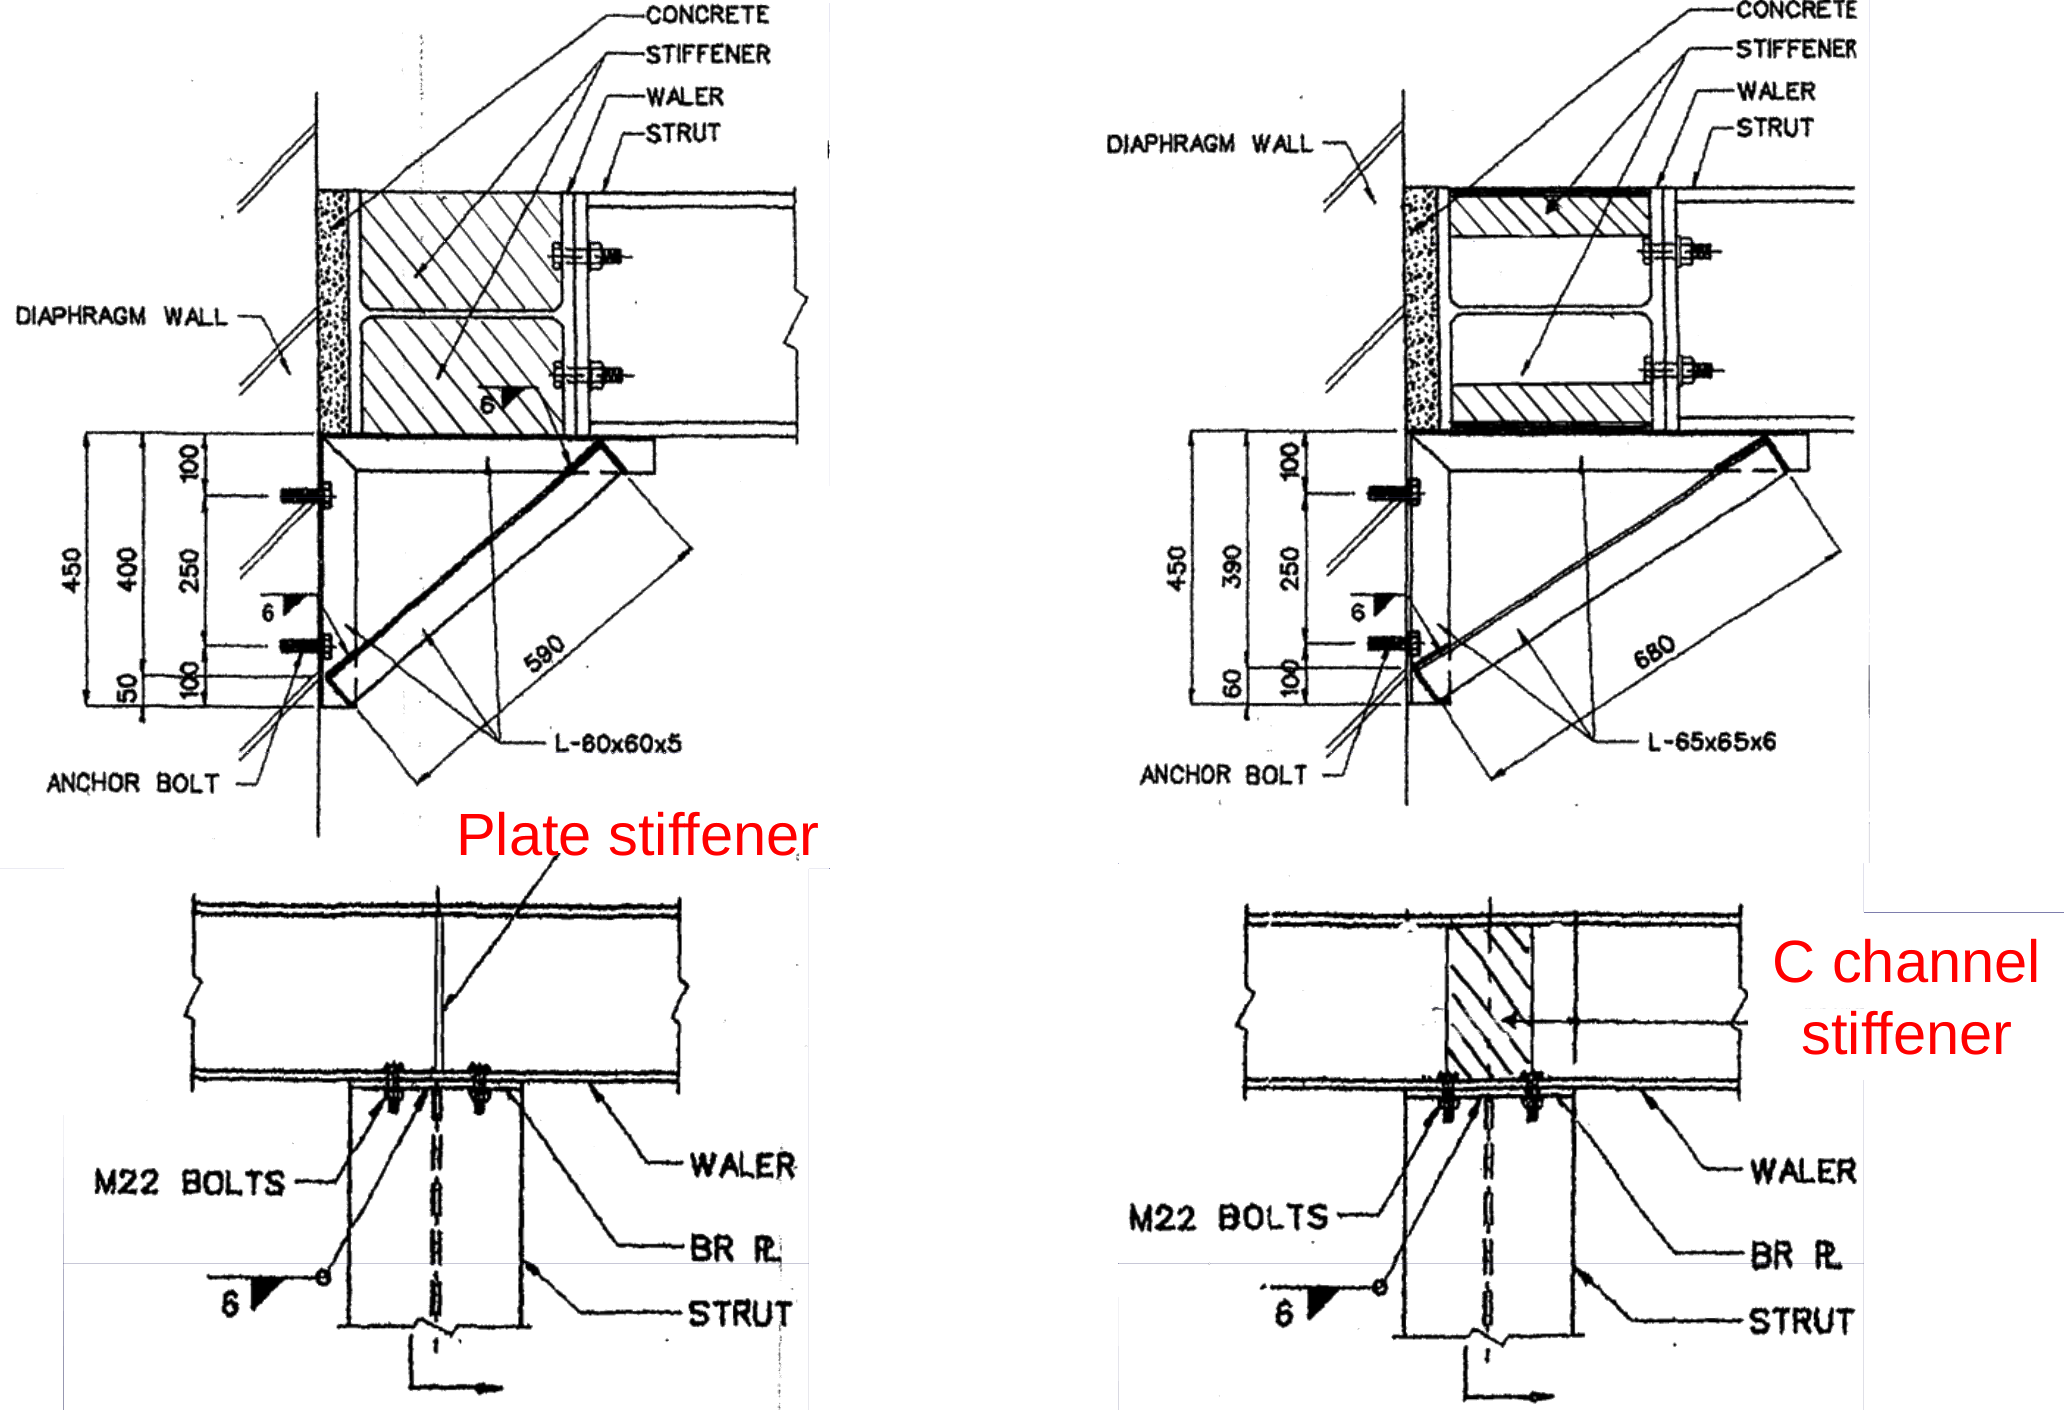 CONCRETE
STIFFENER
WALER
STRUT
DIAPHRAGM WALL
6
100
450
400
250
6
590
50
100
L-60x60x5
ANCHOR BOLT
Plate stiffener
M22 BOLTS
WALER
BR PL
6
STRUT
CONCRETE
STIFFENER
WALER
STRUT
DIAPHRAGM WALL
100
450
390
250
6
680
60
100
L-65x65x6
ANCHOR BOLT
C channel
stiffener
WALER
M22 BOLTS
BR PL
6
STRUT